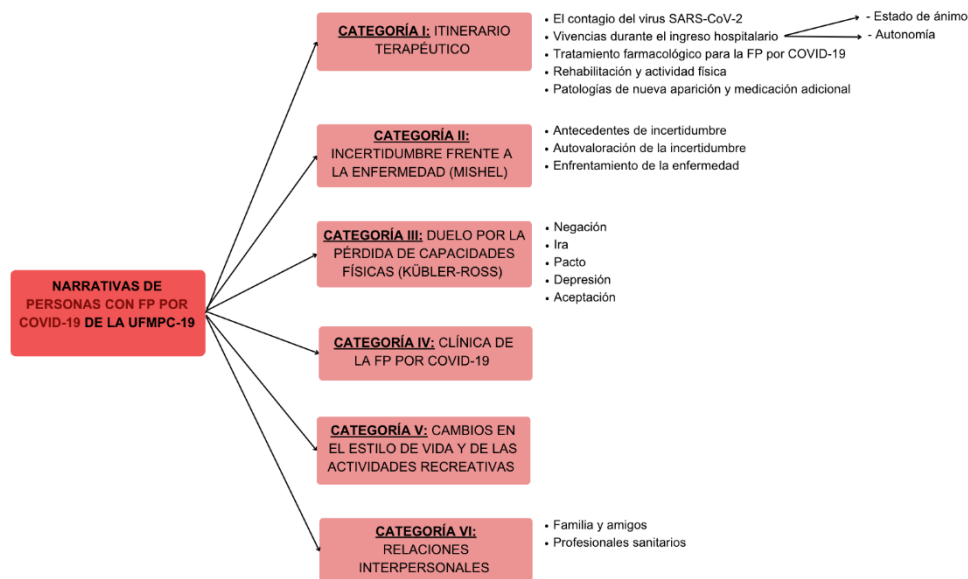 CATEGORÍA I: ITINERARIO
TERAPÉUTICO
• El contagio del virus SARS-CoV-2
• Vivencias durante el ingreso hospitalario
- Estado de ánimo
- Autonomía
• Tratamiento farmacológico para la FP por COVID-19
• Rehabilitación y actividad física
• Patologías de nueva aparición y medicación adicional
CATEGORÍA II:
INCERTIDUMBRE FRENTE A
LA ENFERMEDAD (MISHEL)
• Antecedentes de incertidumbre
• Autovaloración de la incertidumbre
• Enfrentamiento de la enfermedad
CATEGORÍA III: DUELO POR LA
PÉRDIDA DE CAPACIDADES
FÍSICAS (KÜBLER-ROSS)
• Negación
• Ira
• Pacto
• Depresión
• Aceptación
NARRATIVAS DE
PERSONAS CON FP POR
COVID-19 DE LA UFMPC-19
CATEGORÍA IV: CLÍNICA DE
LA FP POR COVID-19
CATEGORÍA V: CAMBIOS EN
EL ESTILO DE VIDA Y DE LAS
ACTIVIDADES RECREATIVAS
CATEGORÍA VI:
RELACIONES
INTERPERSONALES
• Familia y amigos
• Profesionales sanitarios